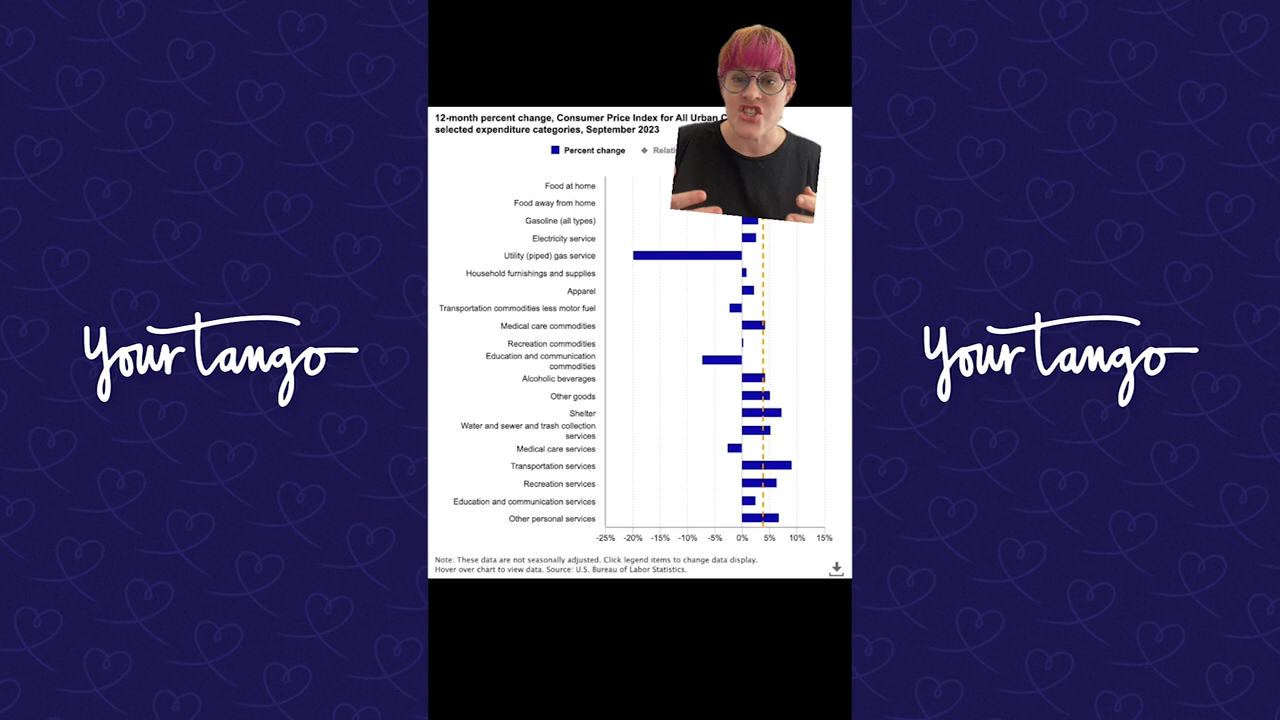 12-month percent change, Consumer Price Index for All Urban
selected expenditure categories, September 2023
Percent change
Food at home
Food away from home
Gasoline (all types)
Electricity service
Utility (piped) gas service
Household furnishings and supplies
Apparel
Transportation commodities less motor fuel
Medical care commodities
Recreation commodities
Education and communication
commodities
Alcoholic beverages
Other goods
Shelter
Water and sewer and trash collection
services
Medical care services
Transportation services
Recreation services
Education and communication services
Other personal services
-25% -20% -15% -10% -5% 0% 5% 10% 15%
Note: These data are not seasonally adjusted. Click legend items to change data display.
Hover over chart to view data. Source: U.S. Bureau of Labor Statistics.
YourTango
YourTango